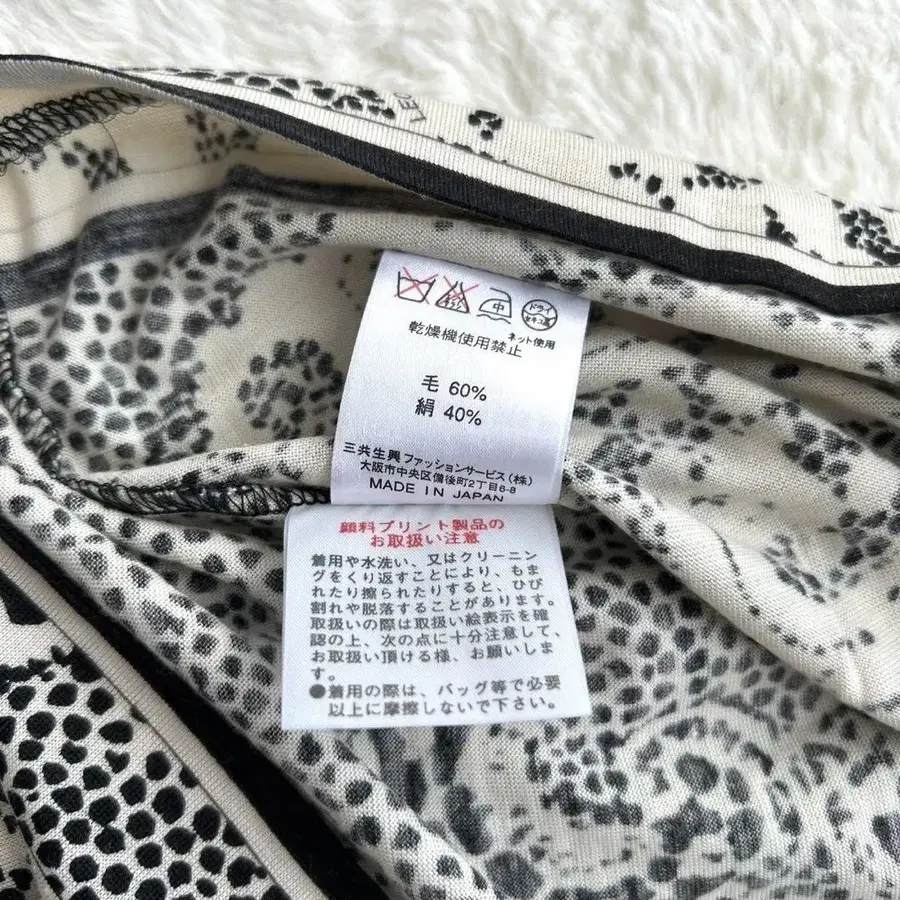 中
ドライ
ネット使用
乾燥機使用禁止
毛 60%
絹 40%
三共生興ファッションサービス(株)
大阪市中央区備後町2丁目6-8
MADE IN JAPAN
顔料プリント製品の
お取扱い注意
着用や水洗い、又はクリーニン
グをくり返すことにより、もま
れたり擦られたりすると、ひび
割れや脱落することがあります。
取扱いの際は取扱い絵表示を確
認の上、次の点に十分注意して、
お取扱い頂ける様、お願いしま
す。
●着用の際は、バッグ等で必要
以上に摩擦しないで下さい。